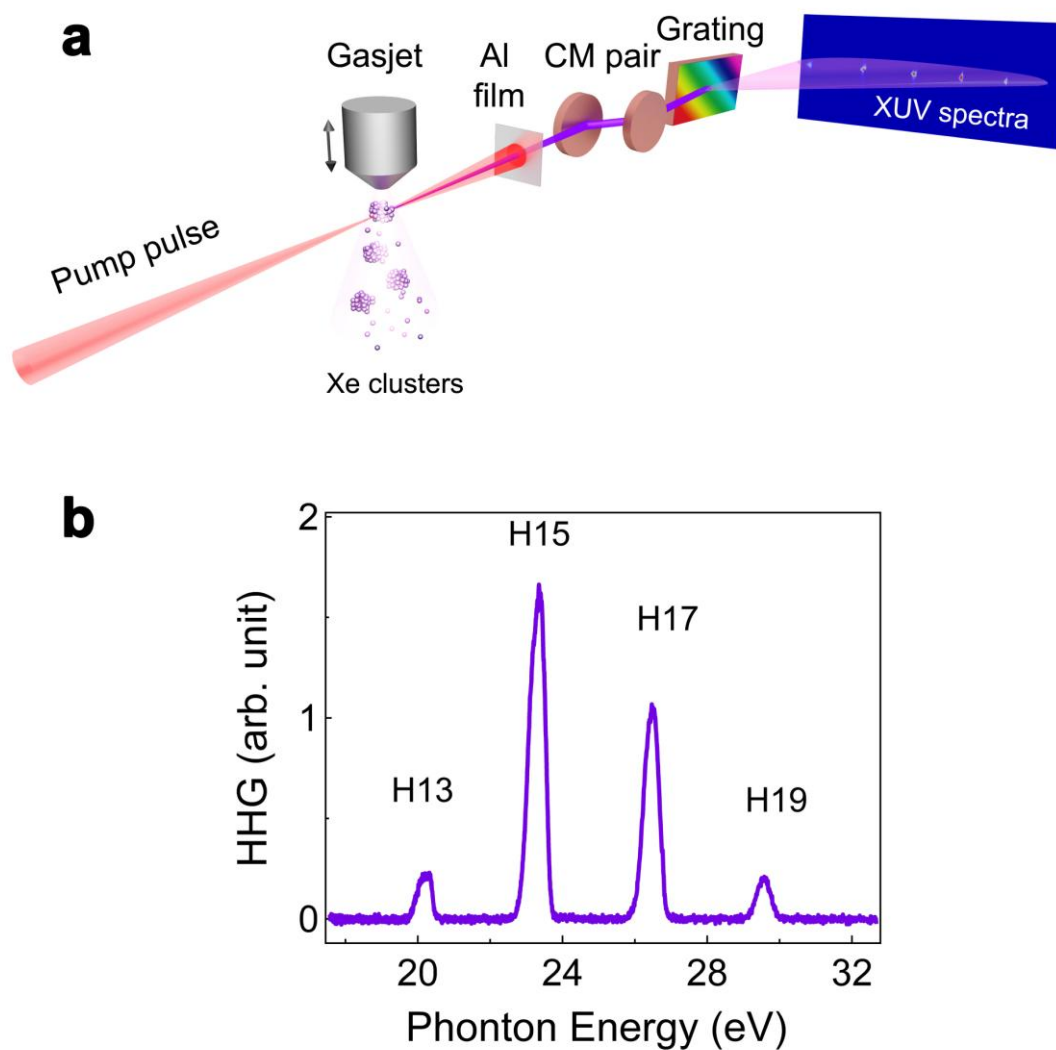 a
Gasjet
Al
film
CM pair
Grating
XUV spectra
Pump pulse
Xe clusters
b
HHG (arb. unit)
2
1
0
H13
H15
H17
H19
20
24
28
32
Phonton Energy (eV)